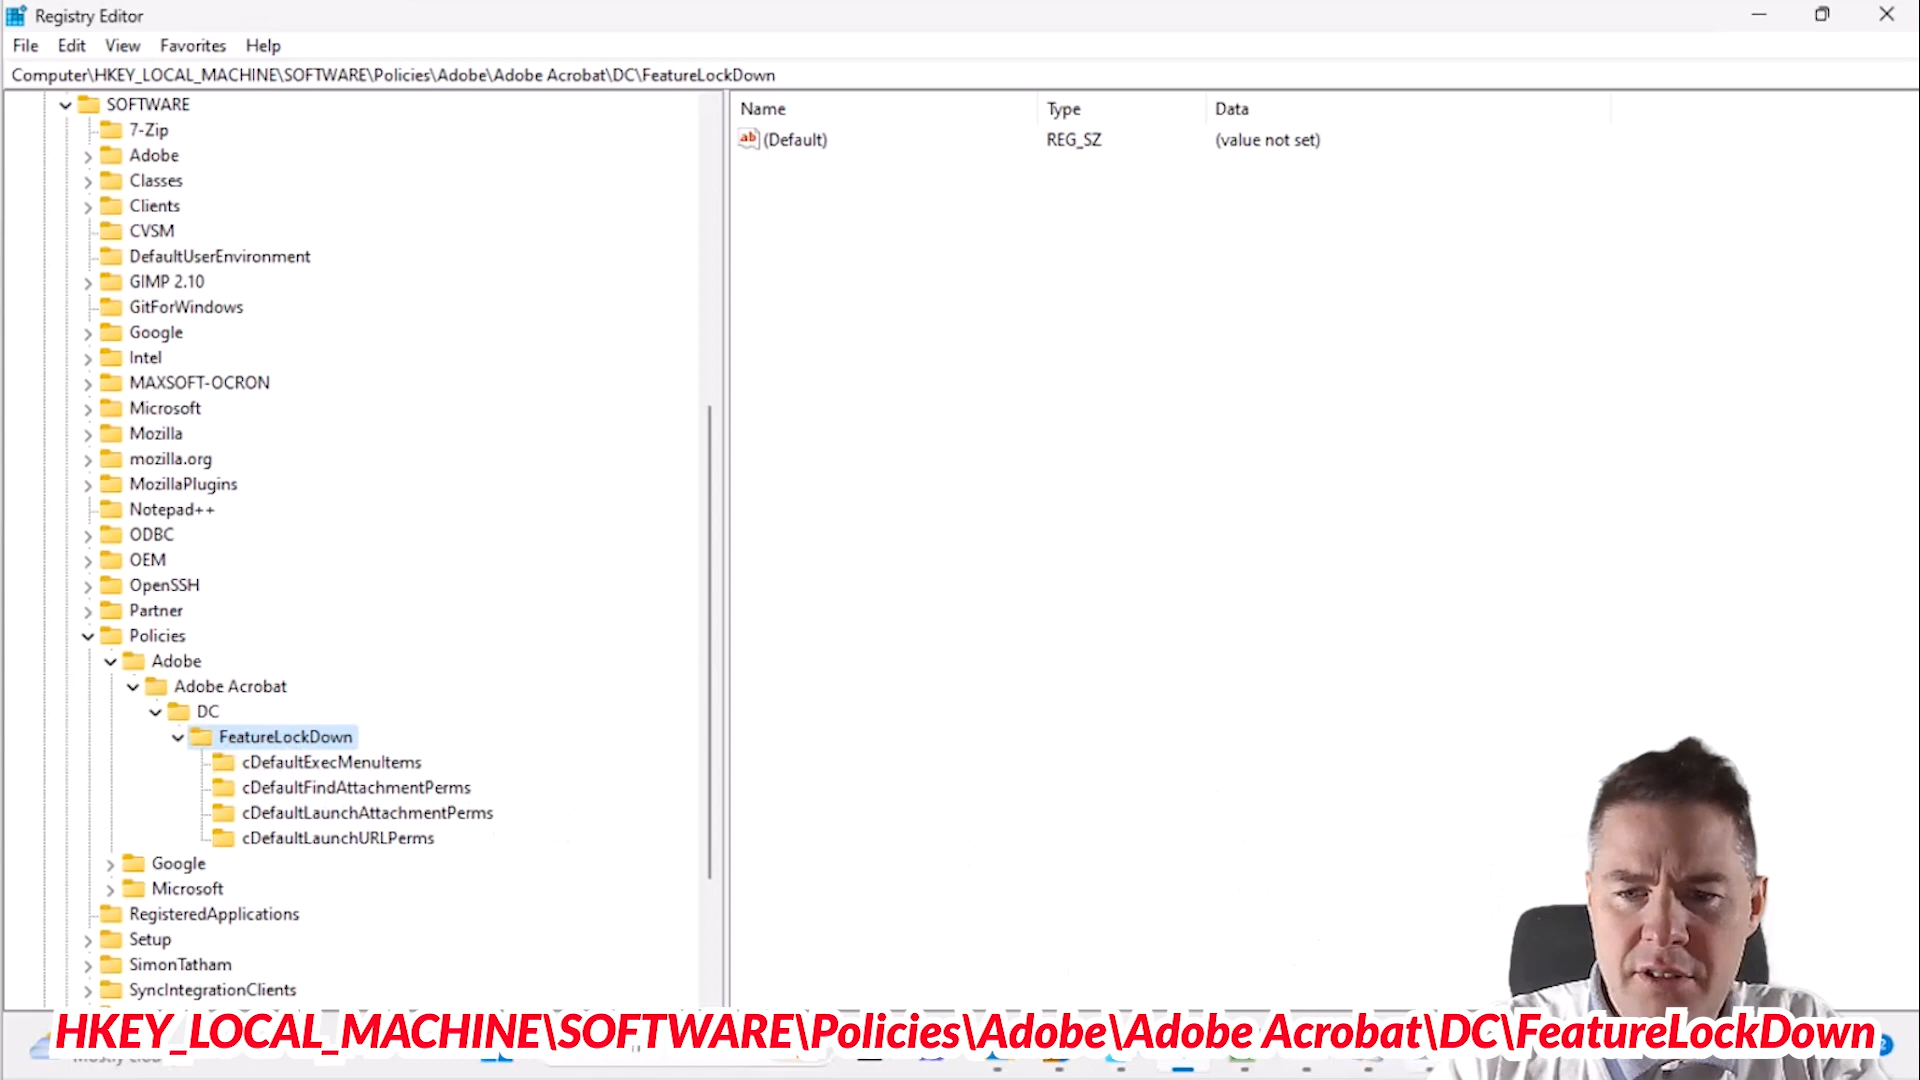 Registry Editor
File Edit View Favorites Help
Computer\HKEY_LOCAL_MACHINE\SOFTWARE\Policies\Adobe\Adobe Acrobat\DC\FeatureLockDown
SOFTWARE
7-Zip
Adobe
Classes
Clients
CVSM
DefaultUserEnvironment
GIMP 2.10
GitForWindows
Google
Intel
MAXSOFT-OCRON
Microsoft
Mozilla
mozilla.org
MozillaPlugins
Notepad++
ODBC
OEM
OpenSSH
Partner
Policies
Adobe
Adobe Acrobat
DC
FeatureLockDown
cDefaultExecMenuItems
cDefaultFindAttachmentPerms
cDefaultLaunchAttachmentPerms
cDefaultLaunchURLPerms
Google
Microsoft
RegisteredApplications
Setup
SimonTatham
SyncIntegrationClients
Name Type Data
ab (Default) REG_SZ (value not set)
HKEY_LOCAL_MACHINE\SOFTWARE\Policies\Adobe\Adobe Acrobat\DC\FeatureLockDown